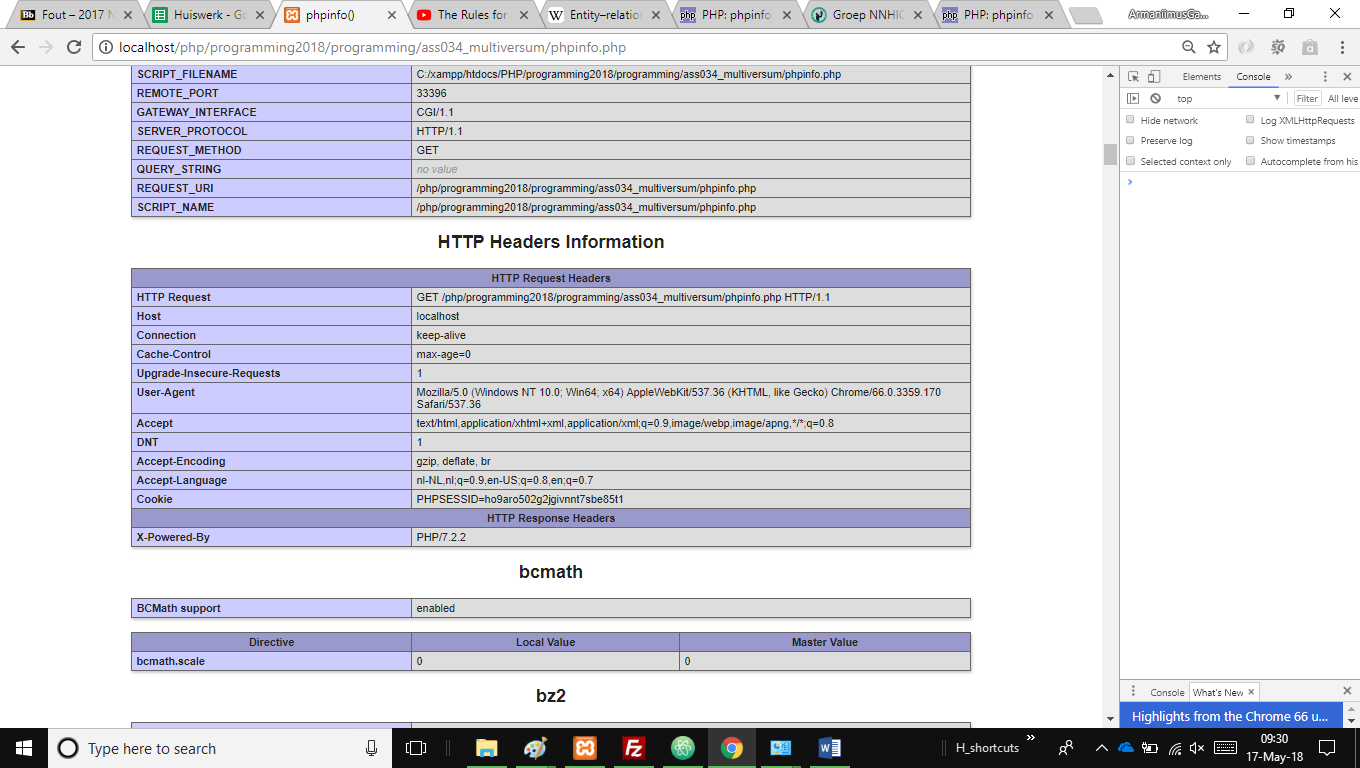 Fout – 2017 N
Huiswerk - Go
phpinfo()
The Rules for
Entity–relation
PHP: phpinfo
Groep NNHIC
PHP: phpinfo
ArmaniimusGa...
localhost/php/programming2018/programming/ass034_multiversum/phpinfo.php
SCRIPT_FILENAME C:/xampp/htdocs/PHP/programming2018/programming/ass034_multiversum/phpinfo.php
REMOTE_PORT 33396
GATEWAY_INTERFACE CGI/1.1
SERVER_PROTOCOL HTTP/1.1
REQUEST_METHOD GET
QUERY_STRING no value
REQUEST_URI /php/programming2018/programming/ass034_multiversum/phpinfo.php
SCRIPT_NAME /php/programming2018/programming/ass034_multiversum/phpinfo.php
HTTP Headers Information
HTTP Request Headers
HTTP Request GET /php/programming2018/programming/ass034_multiversum/phpinfo.php HTTP/1.1
Host localhost
Connection keep-alive
Cache-Control max-age=0
Upgrade-Insecure-Requests 1
User-Agent Mozilla/5.0 (Windows NT 10.0; Win64; x64) AppleWebKit/537.36 (KHTML, like Gecko) Chrome/66.0.3359.170
Safari/537.36
Accept text/html,application/xhtml+xml,application/xml;q=0.9,image/webp,image/apng,*/*;q=0.8
DNT 1
Accept-Encoding gzip, deflate, br
Accept-Language nl-NL,nl;q=0.9,en-US;q=0.8,en;q=0.7
Cookie PHPSESSID=ho9aro502g2jgivnnt7sbe85t1
HTTP Response Headers
X-Powered-By PHP/7.2.2
bcmath
BCMath support enabled
Directive Local Value Master Value
bcmath.scale 0 0
bz2
Elements Console »
top Filter All leve
Hide network Log XMLHttpRequests
Preserve log Show timestamps
Selected context only Autocomplete from his
Console What's New
Highlights from the Chrome 66 u...
Type here to search
H_shortcuts
09:30
17-May-18